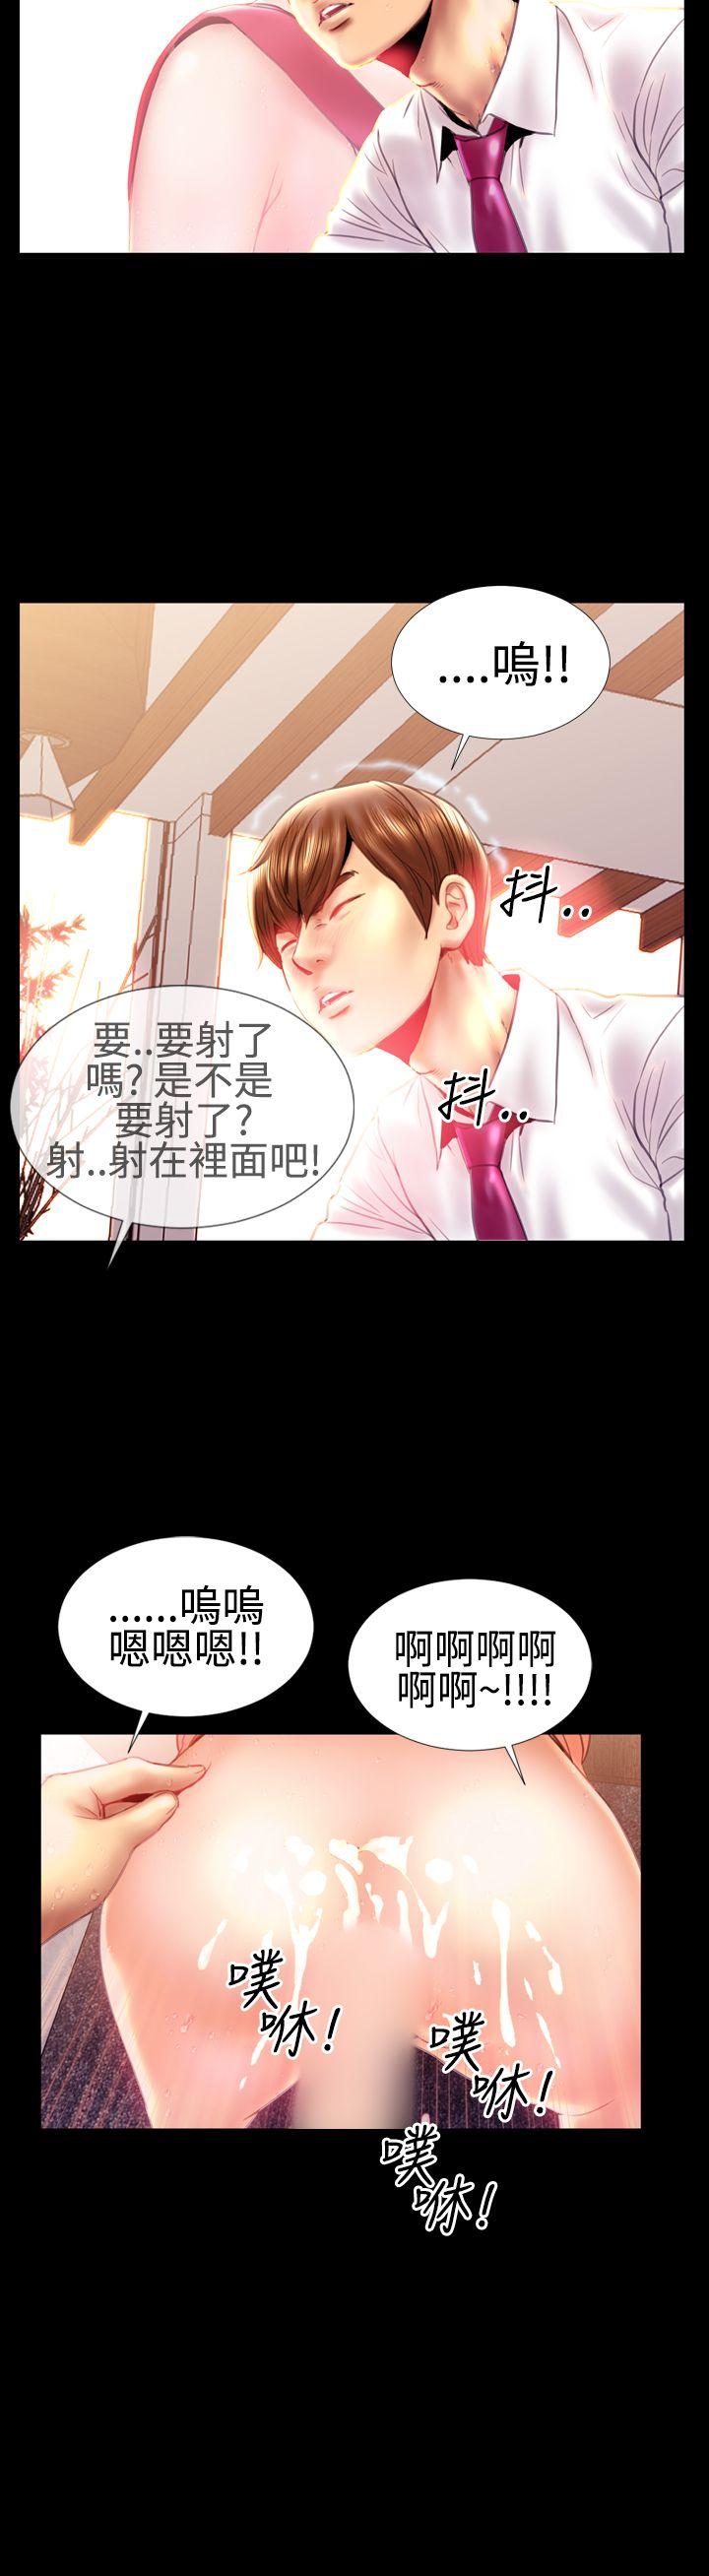 ....嗚!!
抖..
要..要射了
嗎? 是不是
要射了?
射..射在裡面吧!
抖..
......嗚嗚
嗯嗯嗯!!
啊啊啊啊
啊啊~!!!!
噗
咻!
噗
咻!
噗
咻!